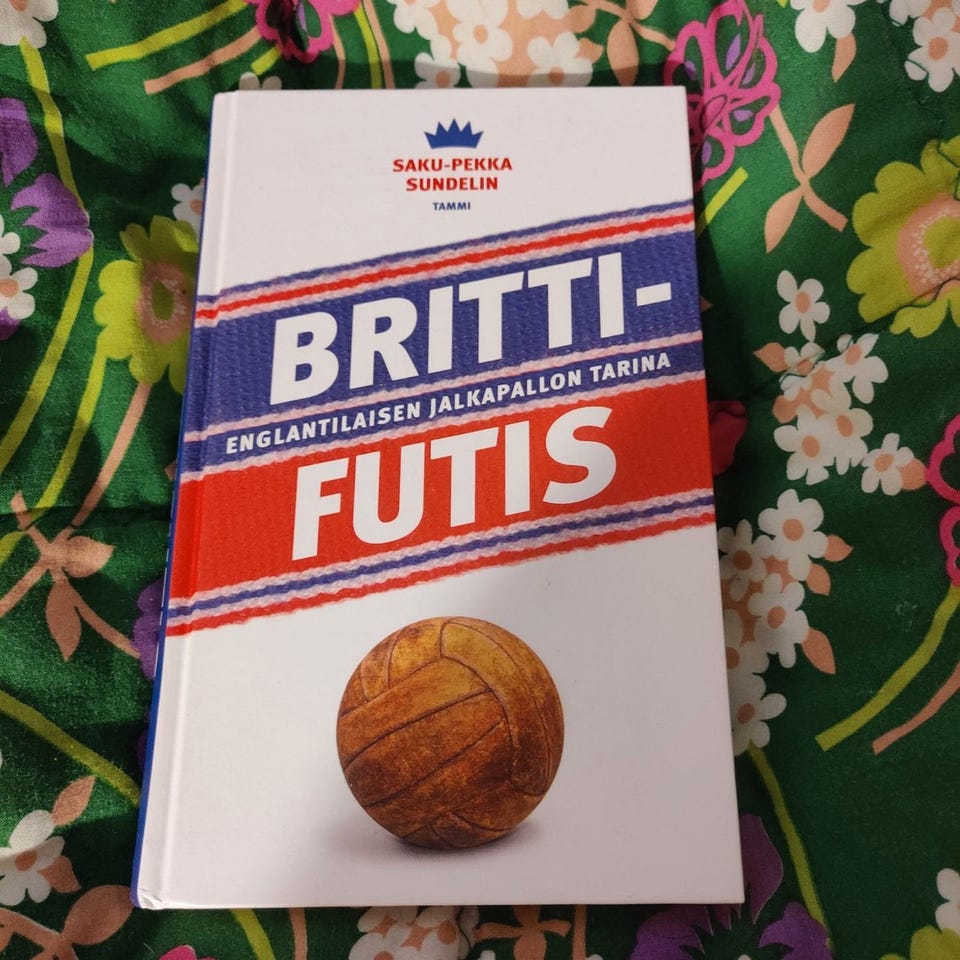 SAKU-PEKKA
SUNDELIN
TAMMI
BRITTI-
ENGLANTILAISEN JALKAPALLON TARINA
FUTIS